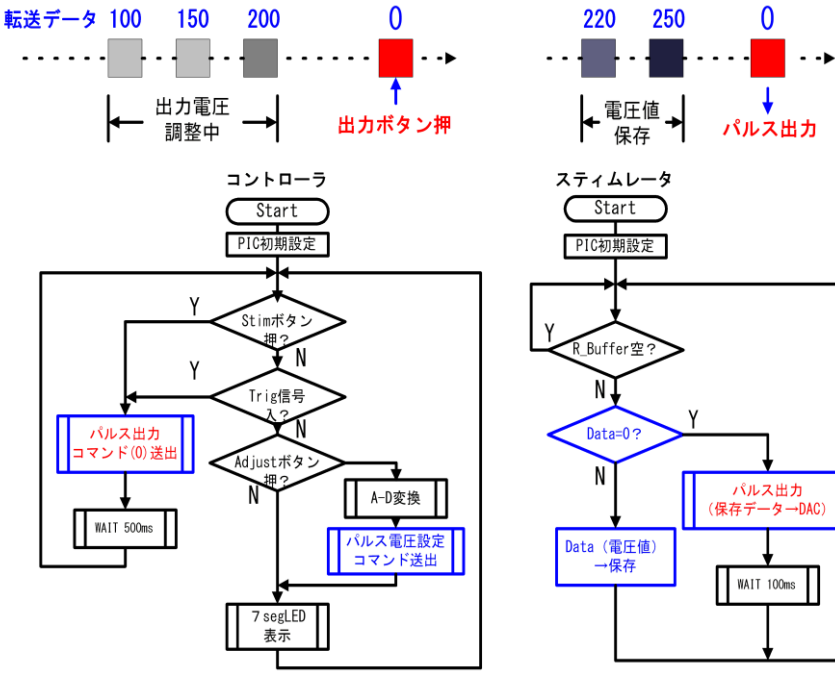 転送データ 100 150 200 0 220 250 0
出力電圧
調整中
出力ボタン押
電圧値
保存
パルス出力
コントローラ
Start
PIC初期設定
Y
Stimボタン
押？
N
Y
Trig信号
入？
N
Adjustボタン
押？
N
パルス出力
コマンド(0)送出
WAIT 500ms
A-D変換
パルス電圧設定
コマンド送出
７segLED
表示
スティムレータ
Start
PIC初期設定
Y
R_Buffer空？
N
Data=0？
Y
N
Data（電圧値）
→保存
パルス出力
(保存データ→DAC)
WAIT 100ms